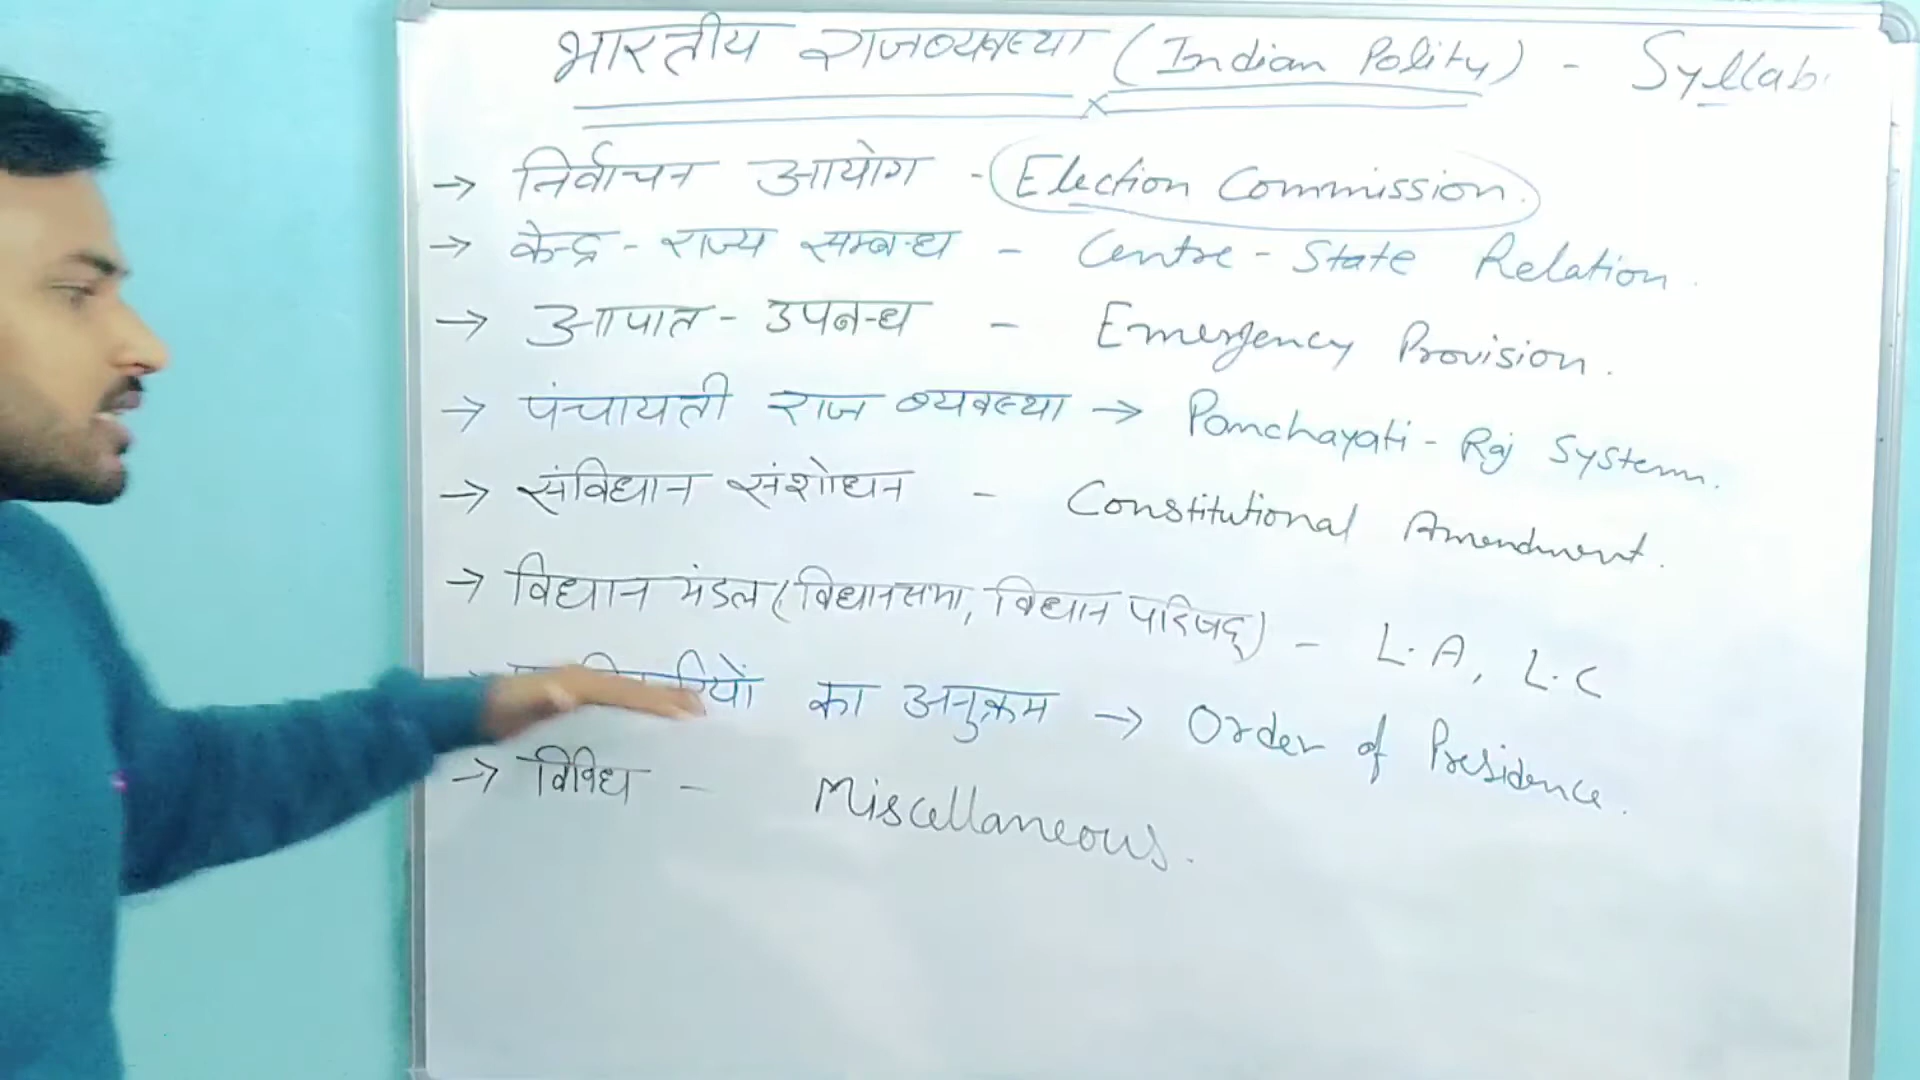 भारतीय राजव्यवस्था (Indian Polity) - Syllab
→ निर्वाचन आयोग - Election Commission.
→ केन्द्र - राज्य सम्बन्ध - Centre - State Relation.
→ आपात - उपबन्ध - Emergency Provision.
→ पंचायती राज व्यवस्था → Panchayati - Raj System.
→ संविधान संशोधन - Constitutional Amendment.
→ विधान मंडल (विधानसभा, विधान परिषद्) - L.A, L.C
का अनुक्रम → Order of Presidence.
→ विविध - Miscellaneous.